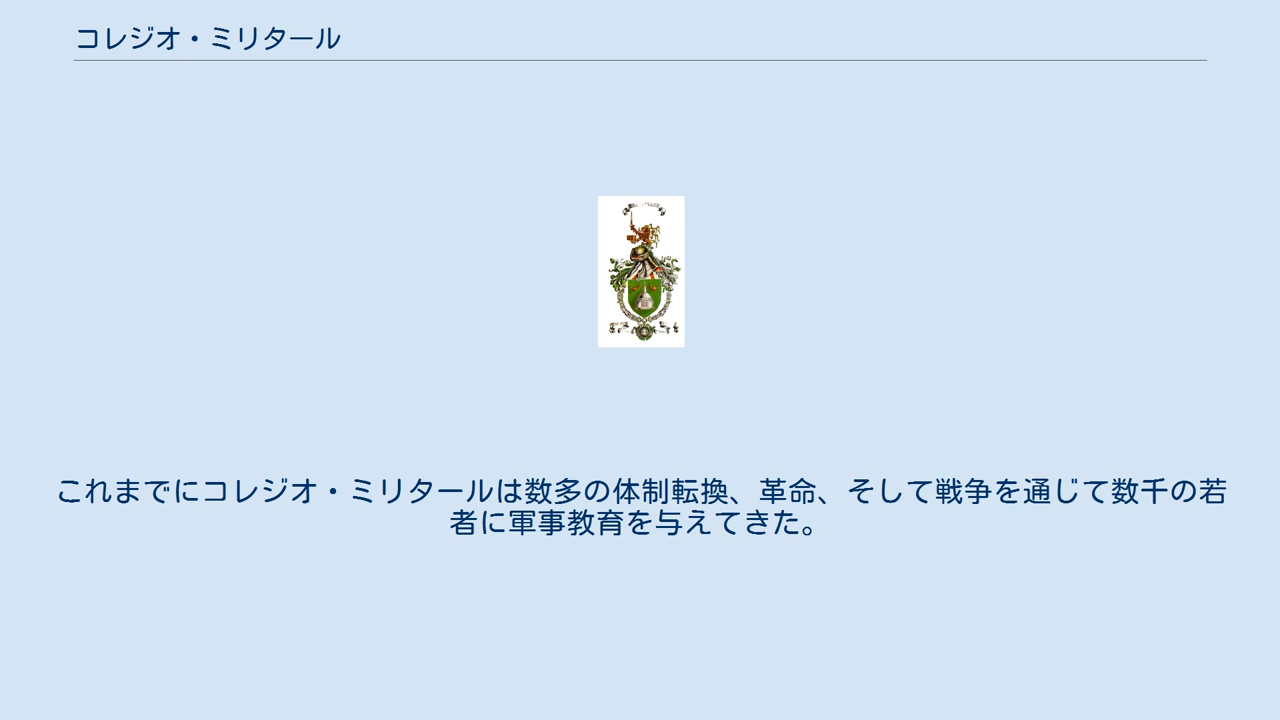 コレジオ・ミリタール
これまでにコレジオ・ミリタールは数多の体制転換、革命、そして戦争を通じて数千の若
者に軍事教育を与えてきた。